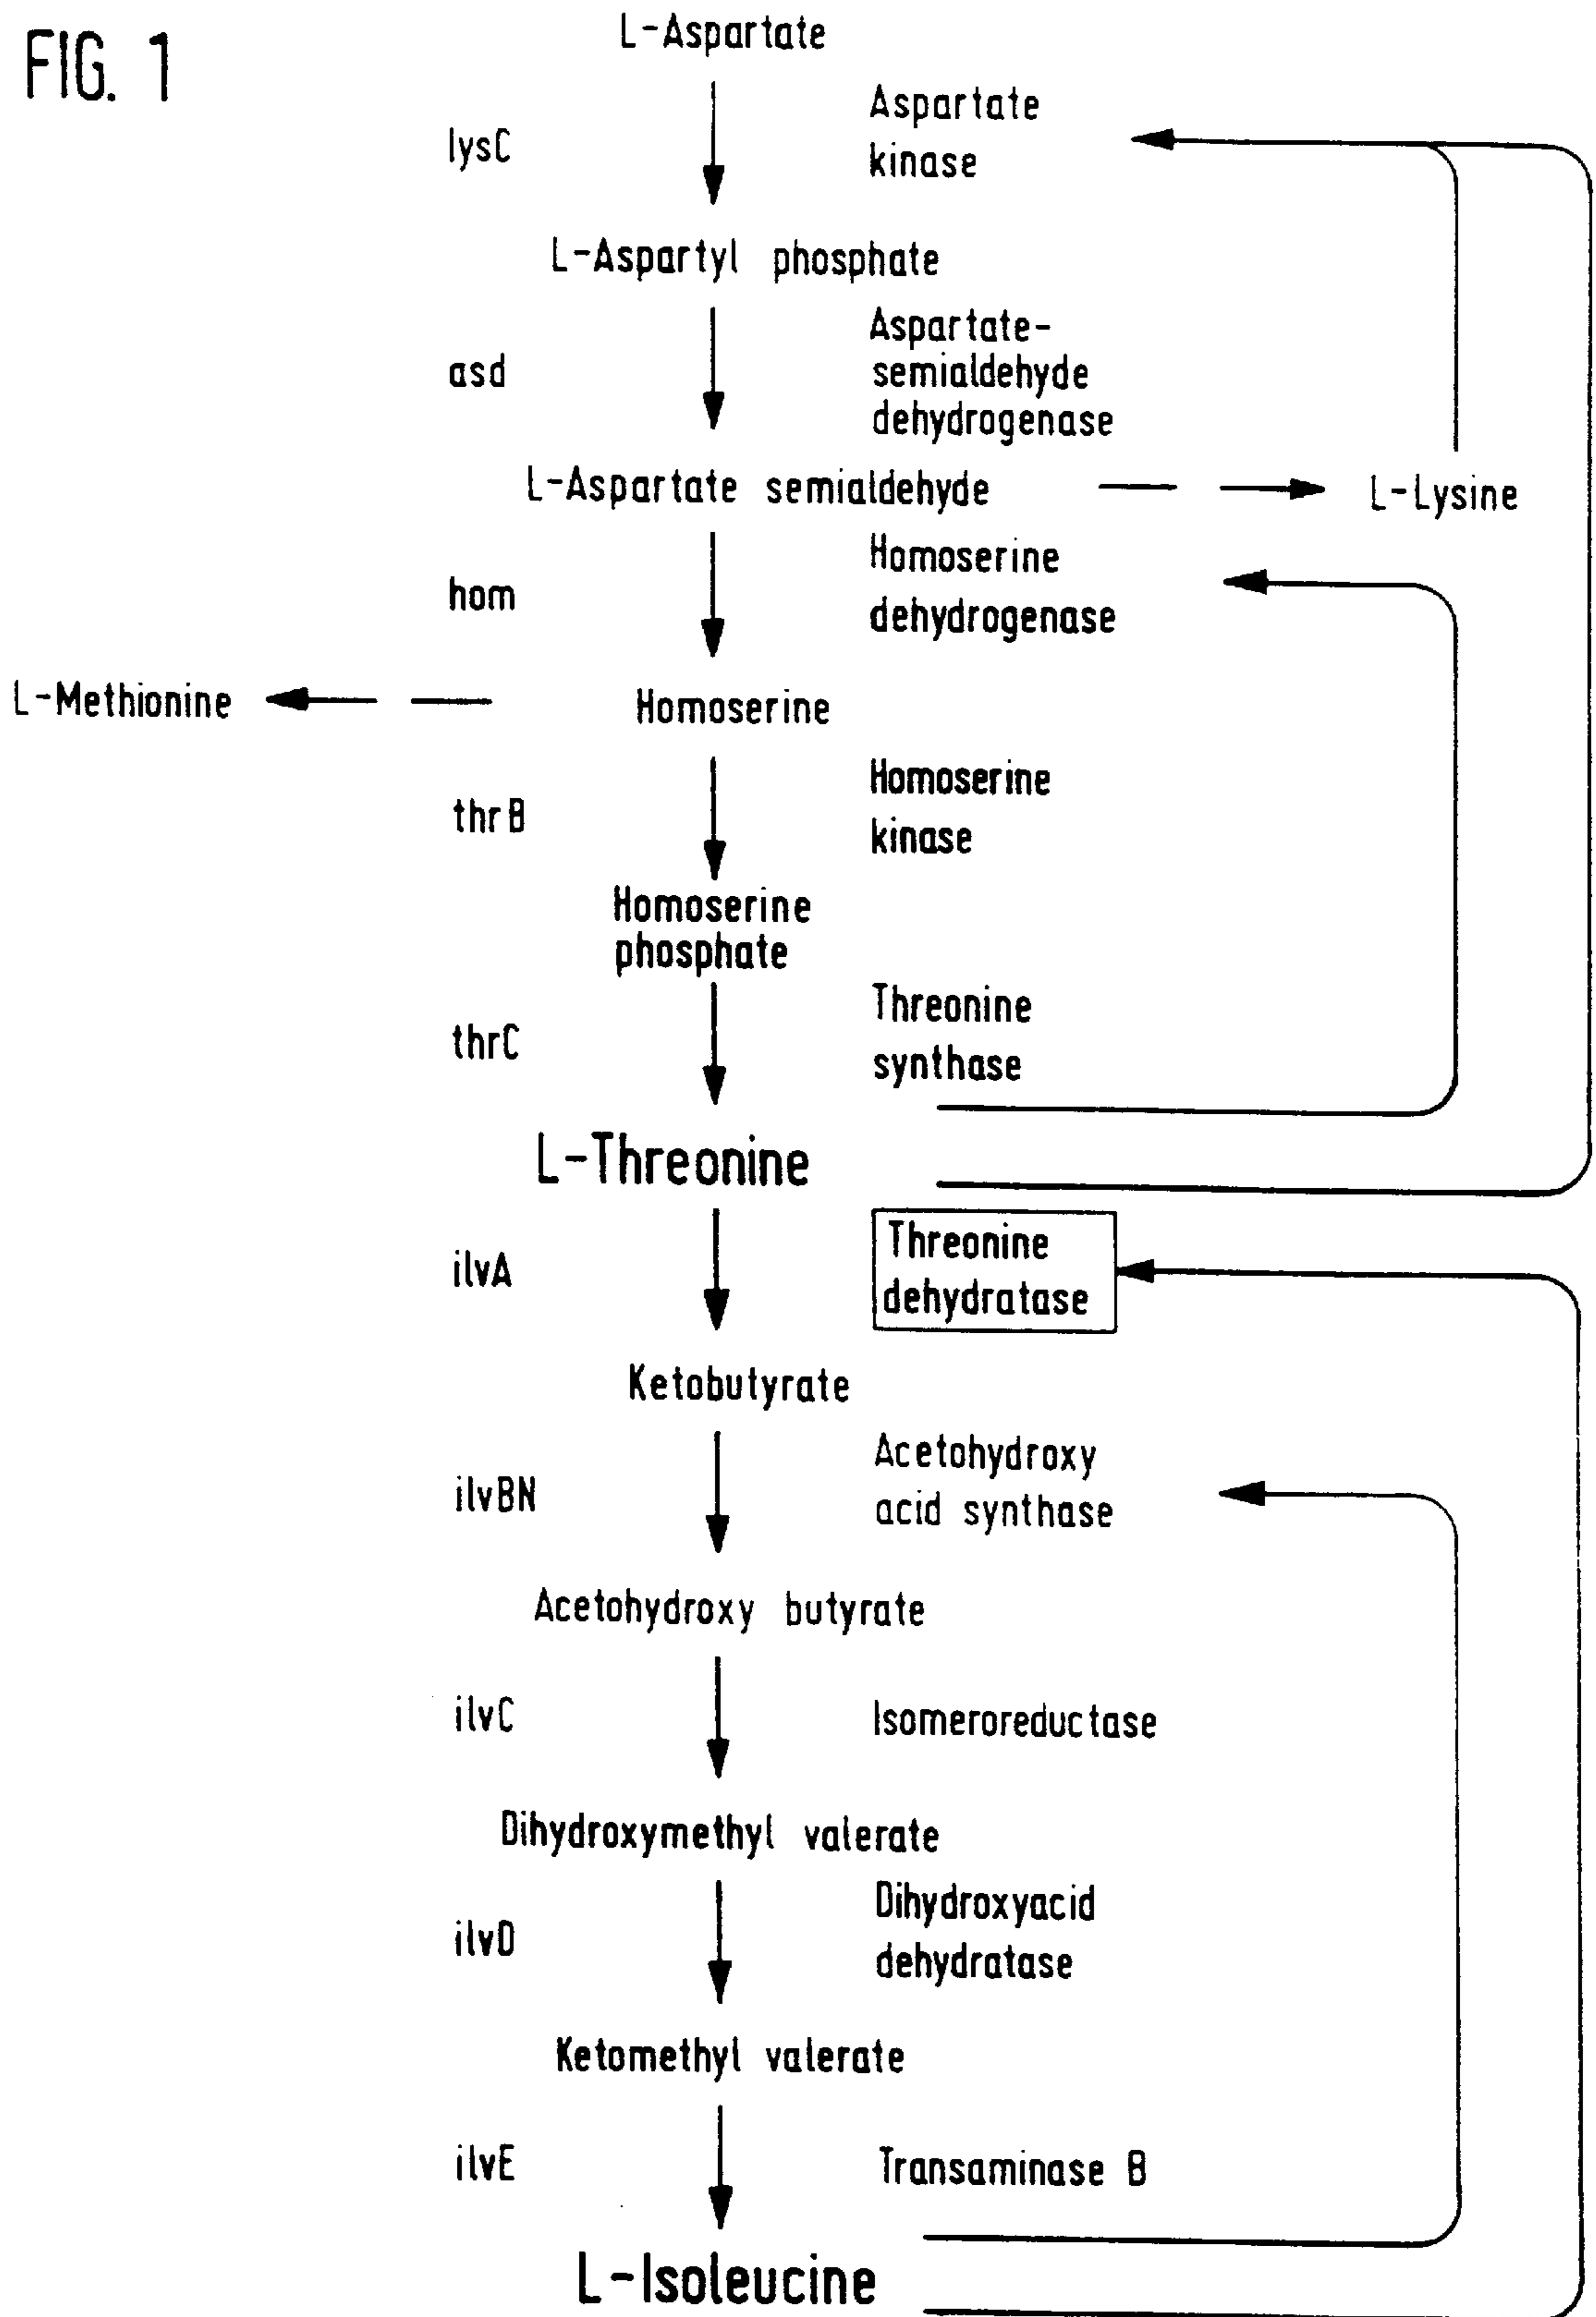 FIG. 1
L-Aspartate
lysC
Aspartate
kinase
L-Aspartyl phosphate
asd
Aspartate-
semialdehyde
dehydrogenase
L-Aspartate semialdehyde
L-Lysine
hom
Homoserine
dehydrogenase
L-Methionine
Homoserine
thrB
Homoserine
kinase
Homoserine
phosphate
thrC
Threonine
synthase
L-Threonine
ilvA
Threonine
dehydratase
Ketobutyrate
ilvBN
Acetohydroxy
acid synthase
Acetohydroxy butyrate
ilvC
Isomeroreductase
Dihydroxymethyl valerate
ilvD
Dihydroxyacid
dehydratase
Ketomethyl valerate
ilvE
Transaminase B
L-Isoleucine